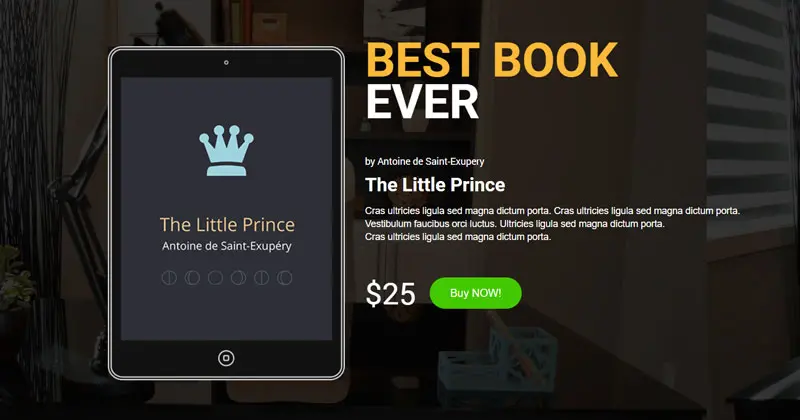 BEST BOOK
EVER
by Antoine de Saint-Exupery
The Little Prince
Cras ultricies ligula sed magna dictum porta. Cras ultricies ligula sed magna dictum porta.
Vestibulum faucibus orci luctus. Ultricies ligula sed magna dictum porta.
Cras ultricies ligula sed magna dictum porta.
$25
Buy NOW!
The Little Prince
Antoine de Saint-Exupéry